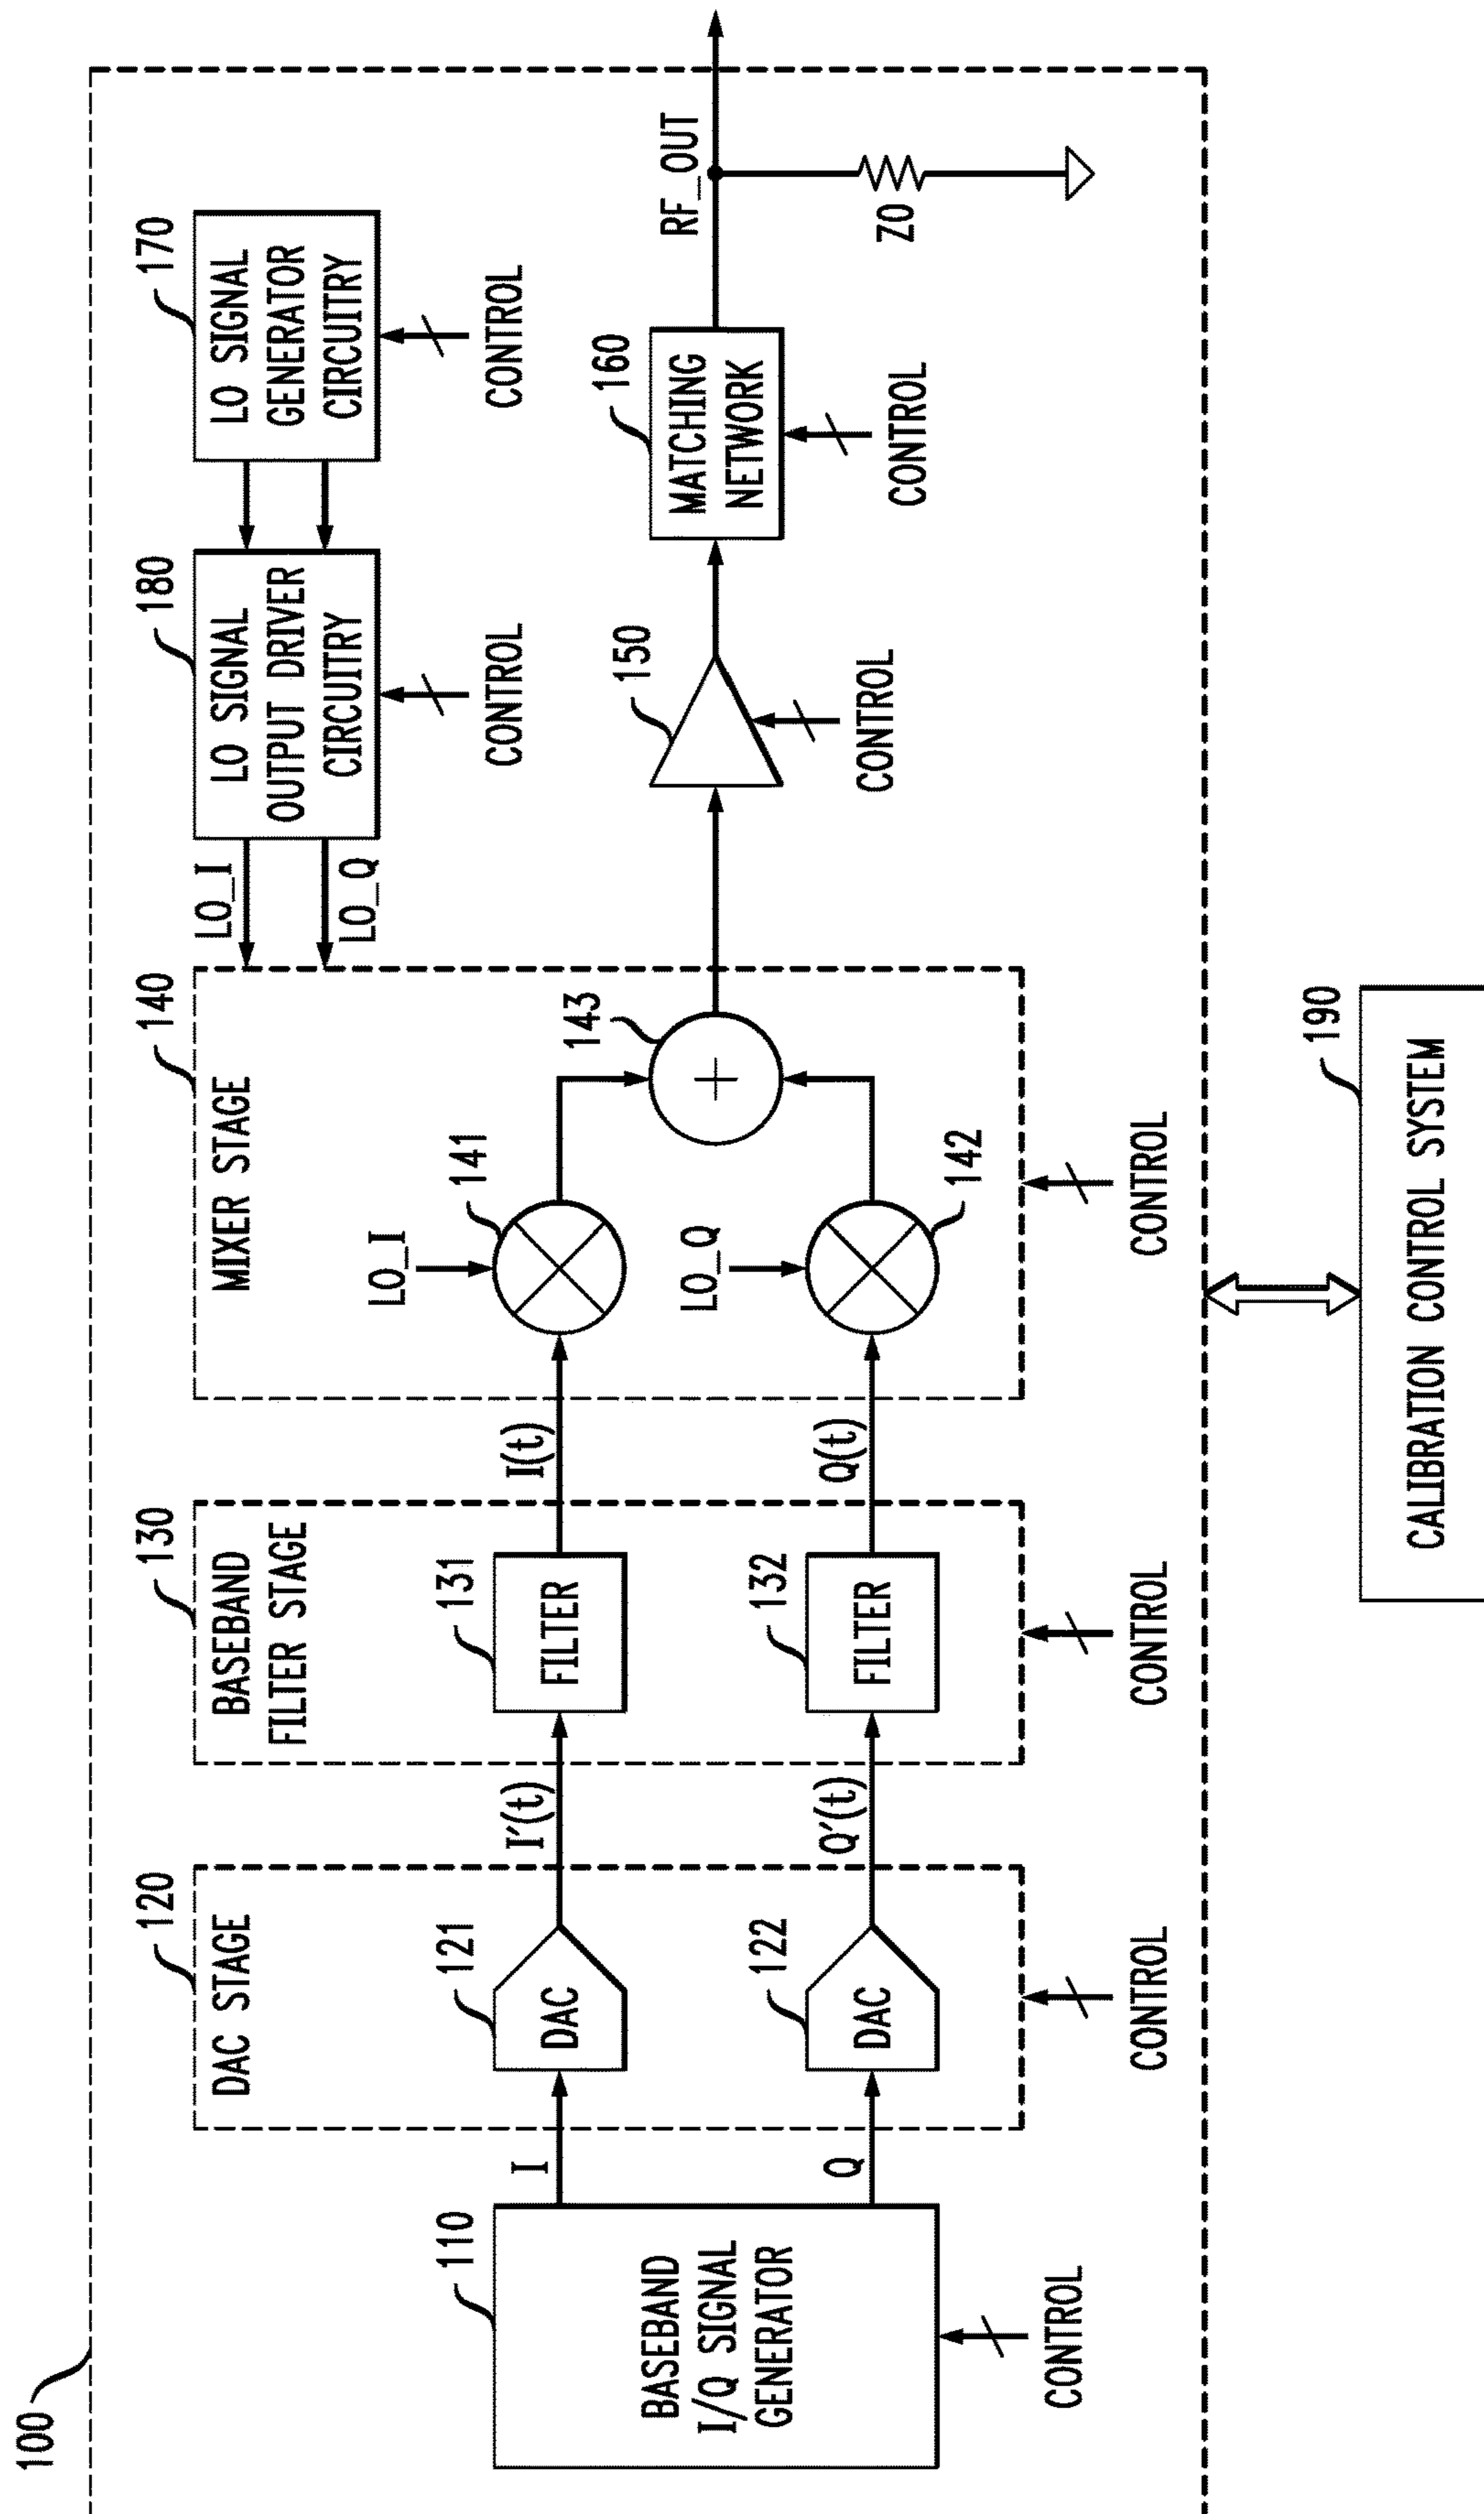 100
110
BASEBAND
I/Q SIGNAL
GENERATOR
CONTROL
I
Q
120
DAC STAGE
121
DAC
122
DAC
CONTROL
I'(t)
Q'(t)
130
BASEBAND
FILTER STAGE
131
FILTER
132
FILTER
CONTROL
I(t)
Q(t)
140
MIXER STAGE
LO_I
141
LO_Q
142
143
CONTROL
LO_I
LO_Q
180
LO SIGNAL
OUTPUT DRIVER
CIRCUITRY
CONTROL
170
LO SIGNAL
GENERATOR
CIRCUITRY
CONTROL
150
CONTROL
160
MATCHING
NETWORK
CONTROL
RF_OUT
Z0
190
CALIBRATION CONTROL SYSTEM